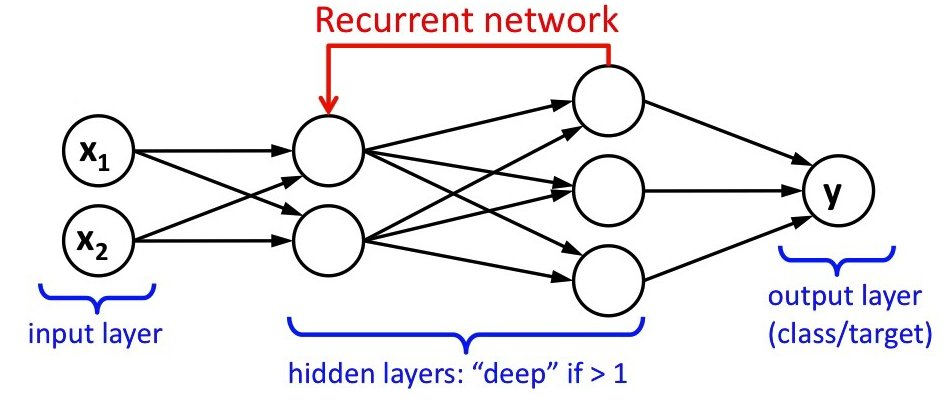 Recurrent network
x1
x2
y
input layer
hidden layers: “deep” if > 1
output layer
(class/target)